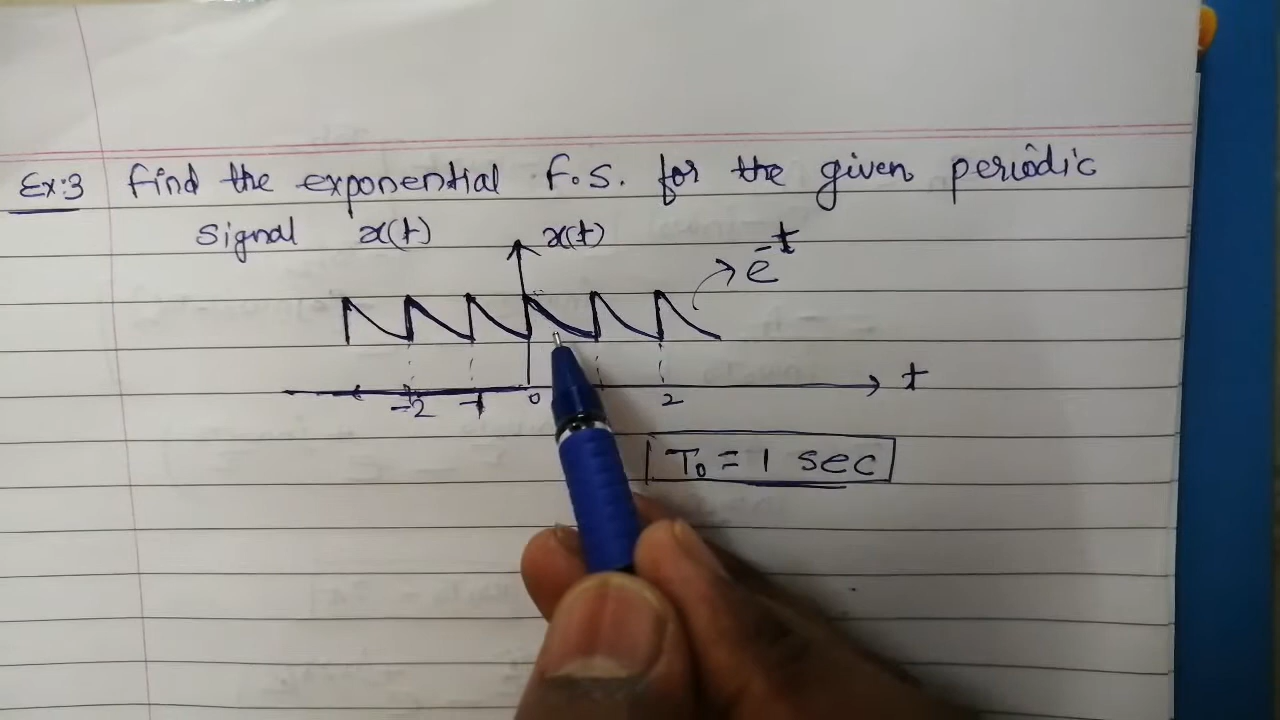 Ex:3 find the exponential f.s. for the given periodic
signal x(t)
x(t)
e^-t
t
-2 -1 0 2
T₀ = 1 sec